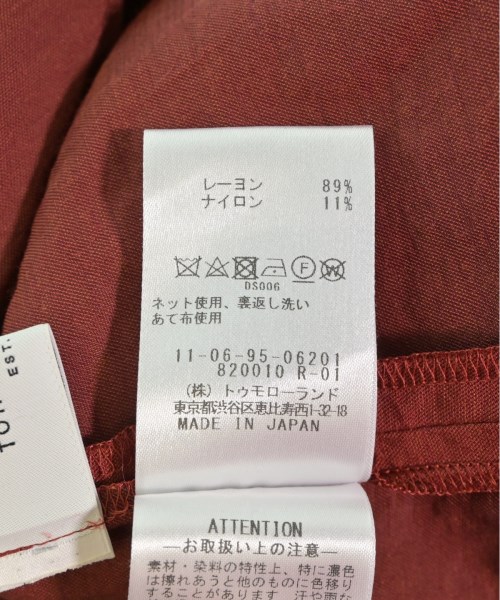 レーヨン 89%
ナイロン 11%
DS006
ネット使用、裏返し洗い
あて布使用
11-06-95-06201
820010 R-01
(株) トゥモローランド
東京都渋谷区恵比寿西1-32-18
MADE IN JAPAN
EST.
ATTENTION
―お取扱い上の注意―
素材・染料の特性上、特に濃色
は擦れあうと他のものに色移り
することがあります。汗や雨な